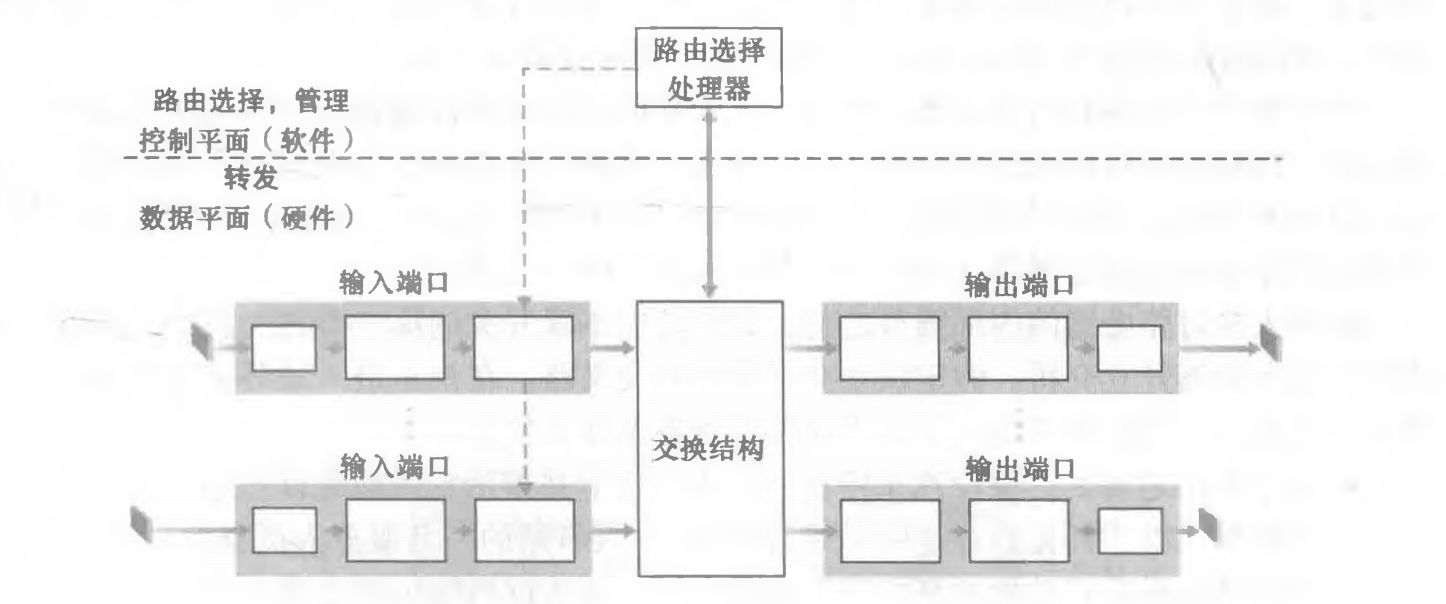 路由选择
处理器
路由选择，管理
控制平面（软件）
转发
数据平面（硬件）
输入端口
输出端口
交换结构
输入端口
输出端口